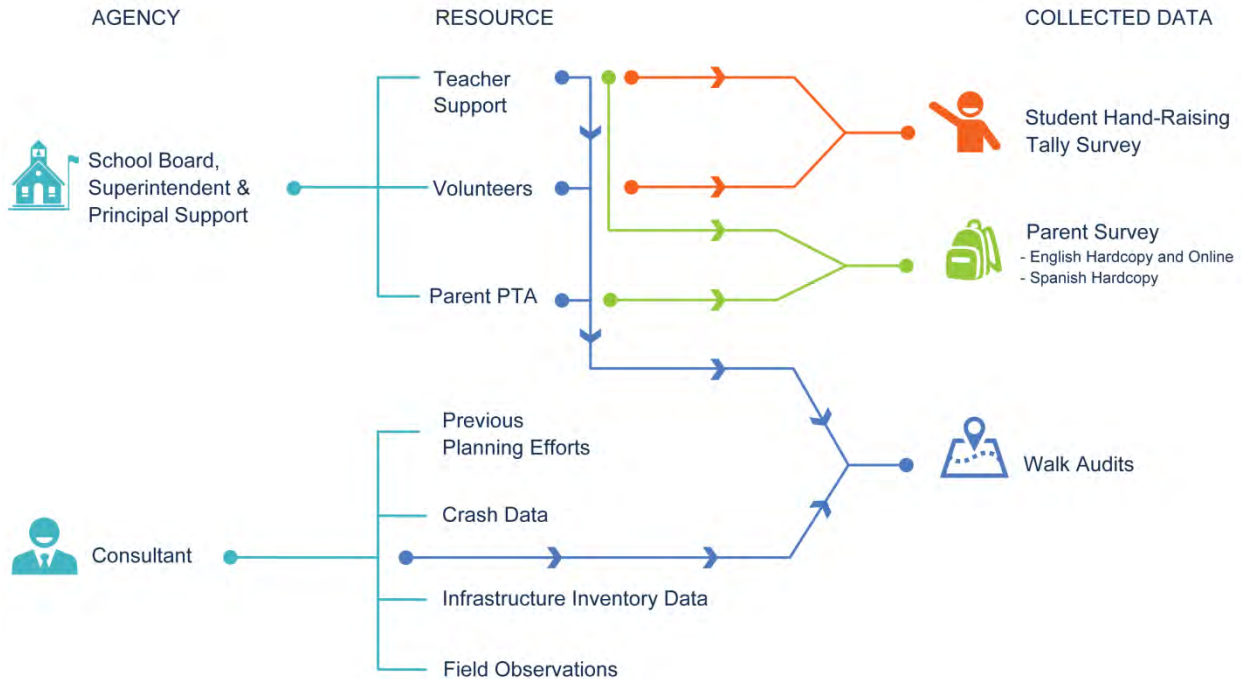 AGENCY
RESOURCE
COLLECTED DATA
Teacher
Support
Student Hand-Raising
Tally Survey
School Board,
Superintendent &
Principal Support
Volunteers
Parent Survey
- English Hardcopy and Online
- Spanish Hardcopy
Parent PTA
Previous
Planning Efforts
Walk Audits
Crash Data
Consultant
Infrastructure Inventory Data
Field Observations